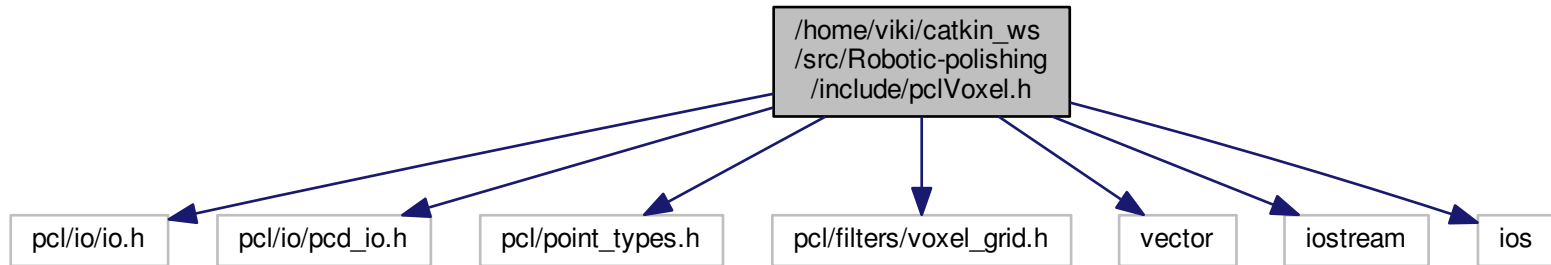 /home/viki/catkin_ws
/src/Robotic-polishing
/include/pclVoxel.h
pcl/io/io.h
pcl/io/pcd_io.h
pcl/point_types.h
pcl/filters/voxel_grid.h
vector
iostream
ios